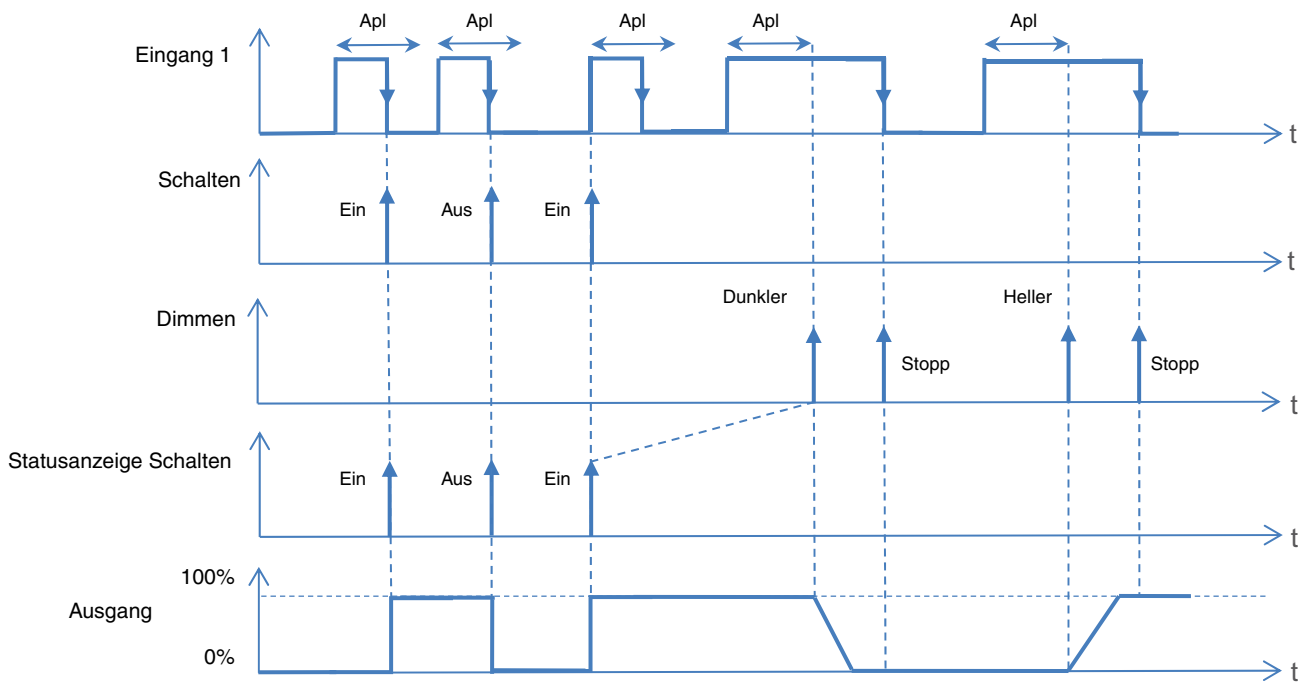 Apl Apl Apl Apl Apl
Eingang 1
t
Schalten
Ein Aus Ein
t
Dunkler Heller
Dimmen
Stopp Stopp
t
Statusanzeige Schalten
Ein Aus Ein
t
100%
Ausgang
0%
t